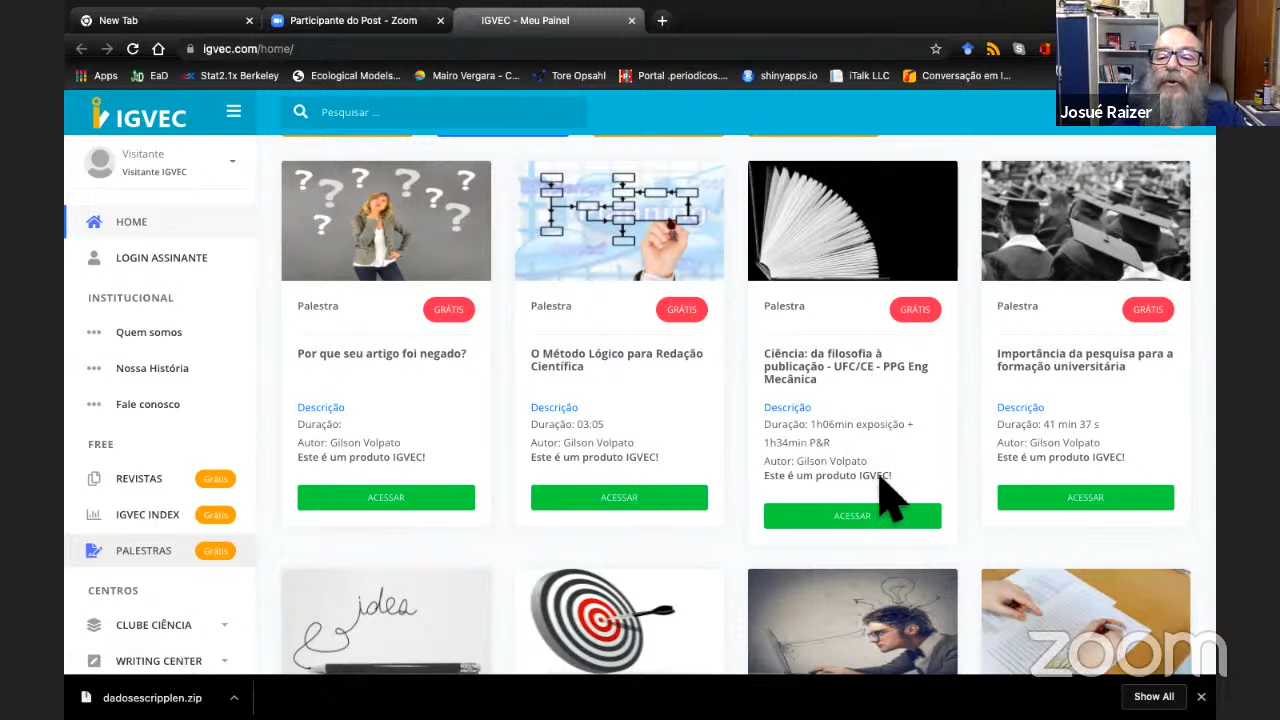 New Tab
Participante do Post - Zoom
IGVEC - Meu Painel
igvec.com/home/
Apps
EaD
Stat2.1x Berkeley
Ecological Models...
Mairo Vergara - C...
Tore Opsahl
Portal .periodicos....
shinyapps.io
iTalk LLC
Conversação em I...
Josué Raizer
IGVEC
Pesquisar ...
Visitante
Visitante IGVEC
HOME
LOGIN ASSINANTE
INSTITUCIONAL
Quem somos
Nossa História
Fale conosco
FREE
REVISTAS
Grátis
IGVEC INDEX
Grátis
PALESTRAS
Grátis
CENTROS
CLUBE CIÊNCIA
WRITING CENTER
Palestra
GRÁTIS
Por que seu artigo foi negado?
Descrição
Duração:
Autor: Gilson Volpato
Este é um produto IGVEC!
ACESSAR
Palestra
GRÁTIS
O Método Lógico para Redação
Científica
Descrição
Duração: 03:05
Autor: Gilson Volpato
Este é um produto IGVEC!
ACESSAR
Palestra
GRÁTIS
Ciência: da filosofia à
publicação - UFC/CE - PPG Eng
Mecânica
Descrição
Duração: 1h06min exposição +
1h34min P&R
Autor: Gilson Volpato
Este é um produto IGVEC!
ACESSAR
Palestra
GRÁTIS
Importância da pesquisa para a
formação universitária
Descrição
Duração: 41 min 37 s
Autor: Gilson Volpato
Este é um produto IGVEC!
ACESSAR
idea
zoom
dadosescripplen.zip
Show All